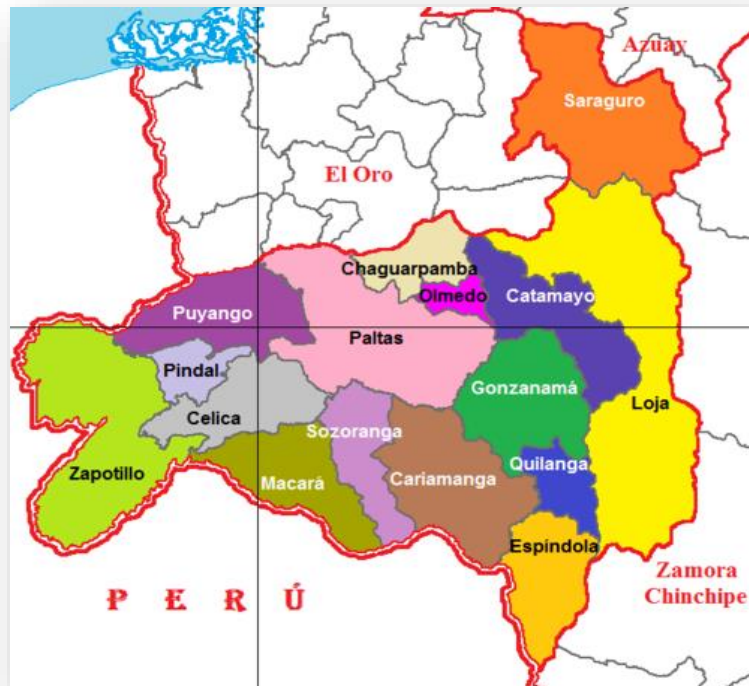 Azuay
Saraguro
El Oro
Chaguarpamba
Olmedo
Catamayo
Puyango
Paltas
Pindal
Gonzanamá
Loja
Celica
Sozoranga
Quilanga
Zapotillo
Macará
Cariamanga
Espíndola
Zamora
Chinchipe
P E R Ú